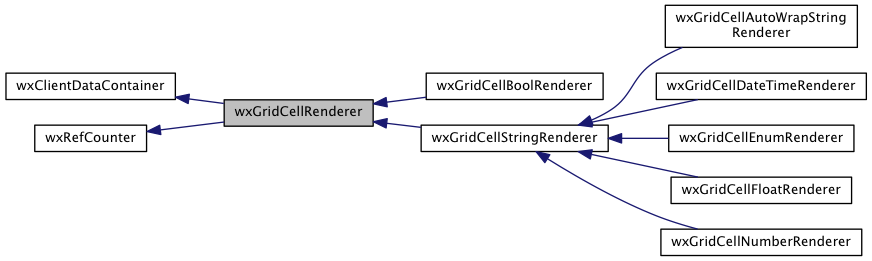 wxGridCellAutoWrapString
Renderer
wxClientDataContainer
wxGridCellBoolRenderer
wxGridCellDateTimeRenderer
wxGridCellRenderer
wxRefCounter
wxGridCellStringRenderer
wxGridCellEnumRenderer
wxGridCellFloatRenderer
wxGridCellNumberRenderer